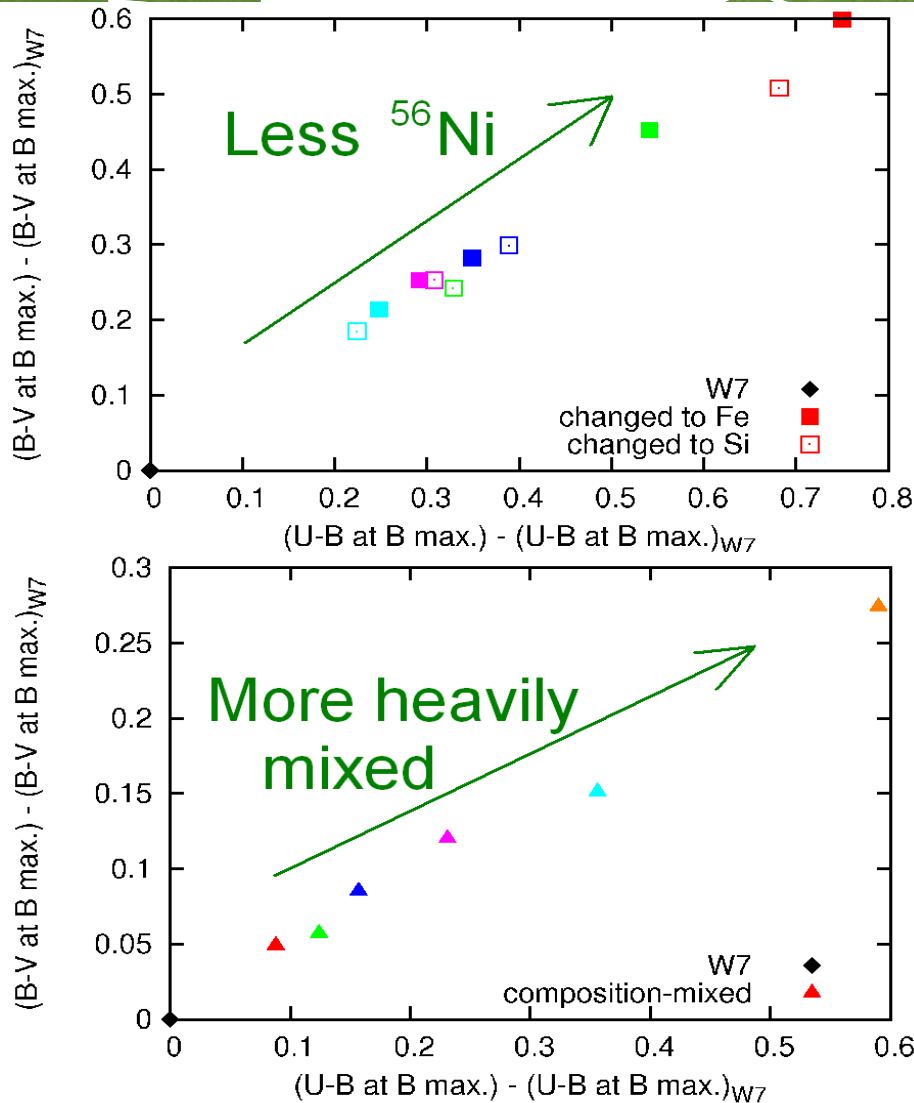 0.6
0.5
0.4
0.3
0.2
0.1
0
(B-V at B max.) - (B-V at B max.)W7
Less 56Ni
W7
changed to Fe
changed to Si
0 0.1 0.2 0.3 0.4 0.5 0.6 0.7 0.8
(U-B at B max.) - (U-B at B max.)W7
0.3
0.25
0.2
0.15
0.1
0.05
0
(B-V at B max.) - (B-V at B max.)W7
More heavily
mixed
W7
composition-mixed
0 0.1 0.2 0.3 0.4 0.5 0.6
(U-B at B max.) - (U-B at B max.)W7